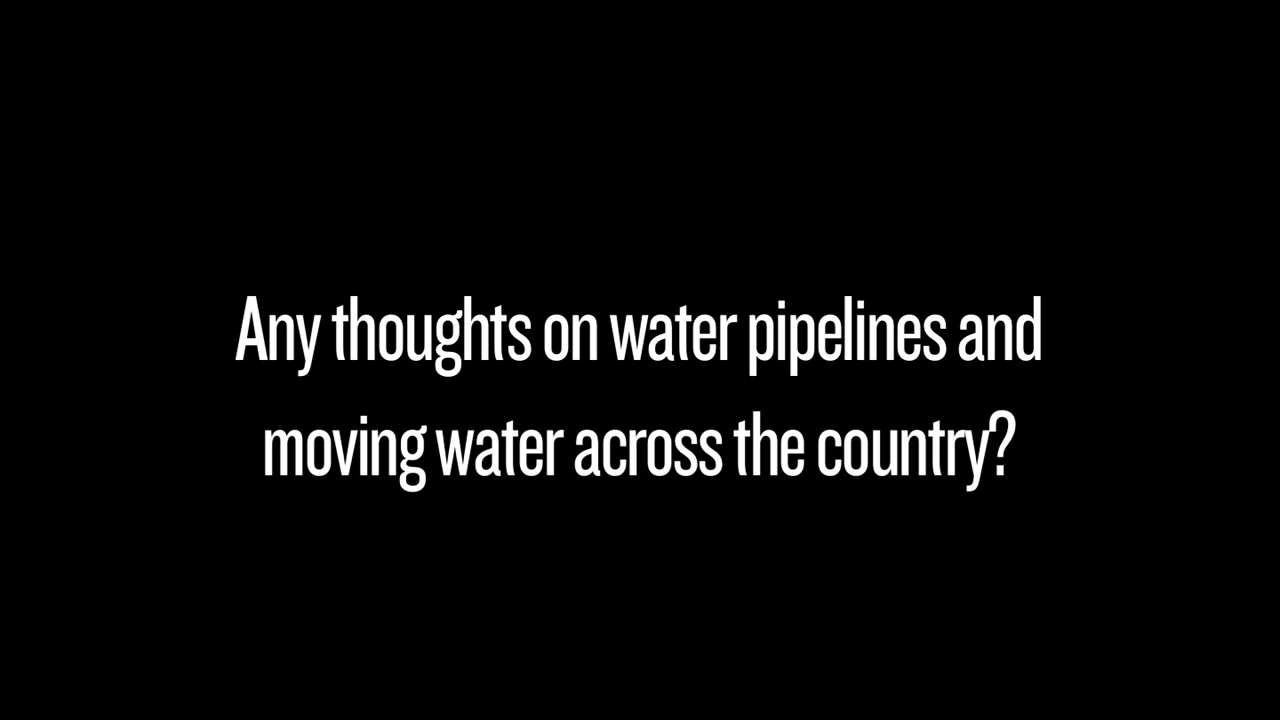 Any thoughts on water pipelines and
moving water across the country?